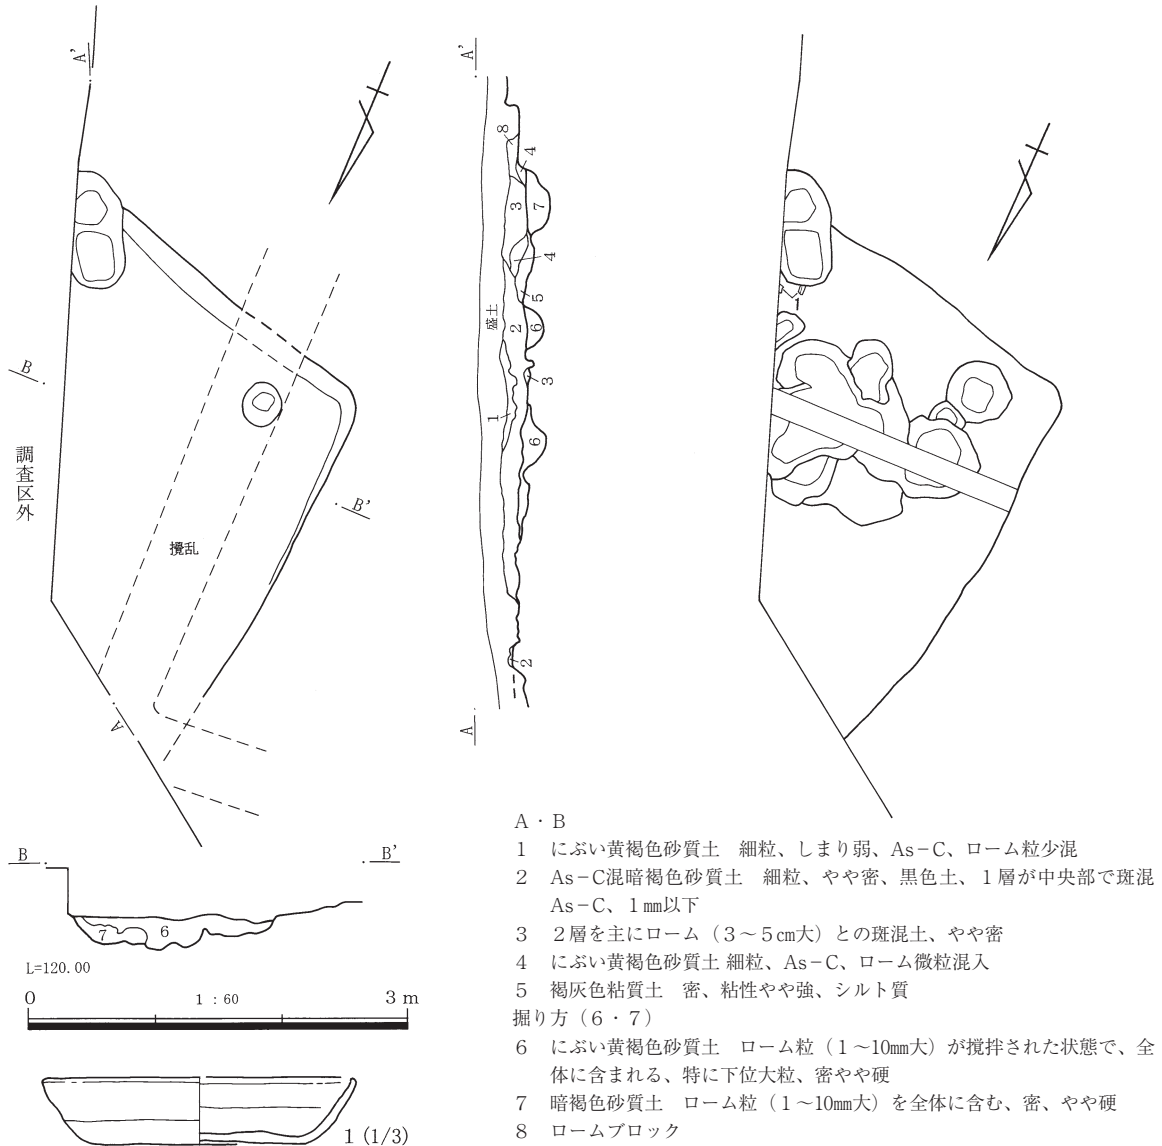 A'
A'
8
4
3
7
4
5
盛土
2
6
3
1
6
2
A
B
調査区外
B'
攪乱
A
1
B
B'
7
6
L=120.00
0
1 : 60
3 m
1 (1/3)
A・B
1 にぶい黄褐色砂質土 細粒、しまり弱、As−C、ローム粒少混
2 As−C混暗褐色砂質土 細粒、やや密、黒色土、1層が中央部で斑混
As−C、1㎜以下
3 2層を主にローム（3～5㎝大）との斑混土、やや密
4 にぶい黄褐色砂質土 細粒、As−C、ローム微粒混入
5 褐灰色粘質土 密、粘性やや強、シルト質
掘り方（6・7）
6 にぶい黄褐色砂質土 ローム粒（1～10㎜大）が撹拌された状態で、全
体に含まれる、特に下位大粒、密やや硬
7 暗褐色砂質土 ローム粒（1～10㎜大）を全体に含む、密、やや硬
8 ロームブロック